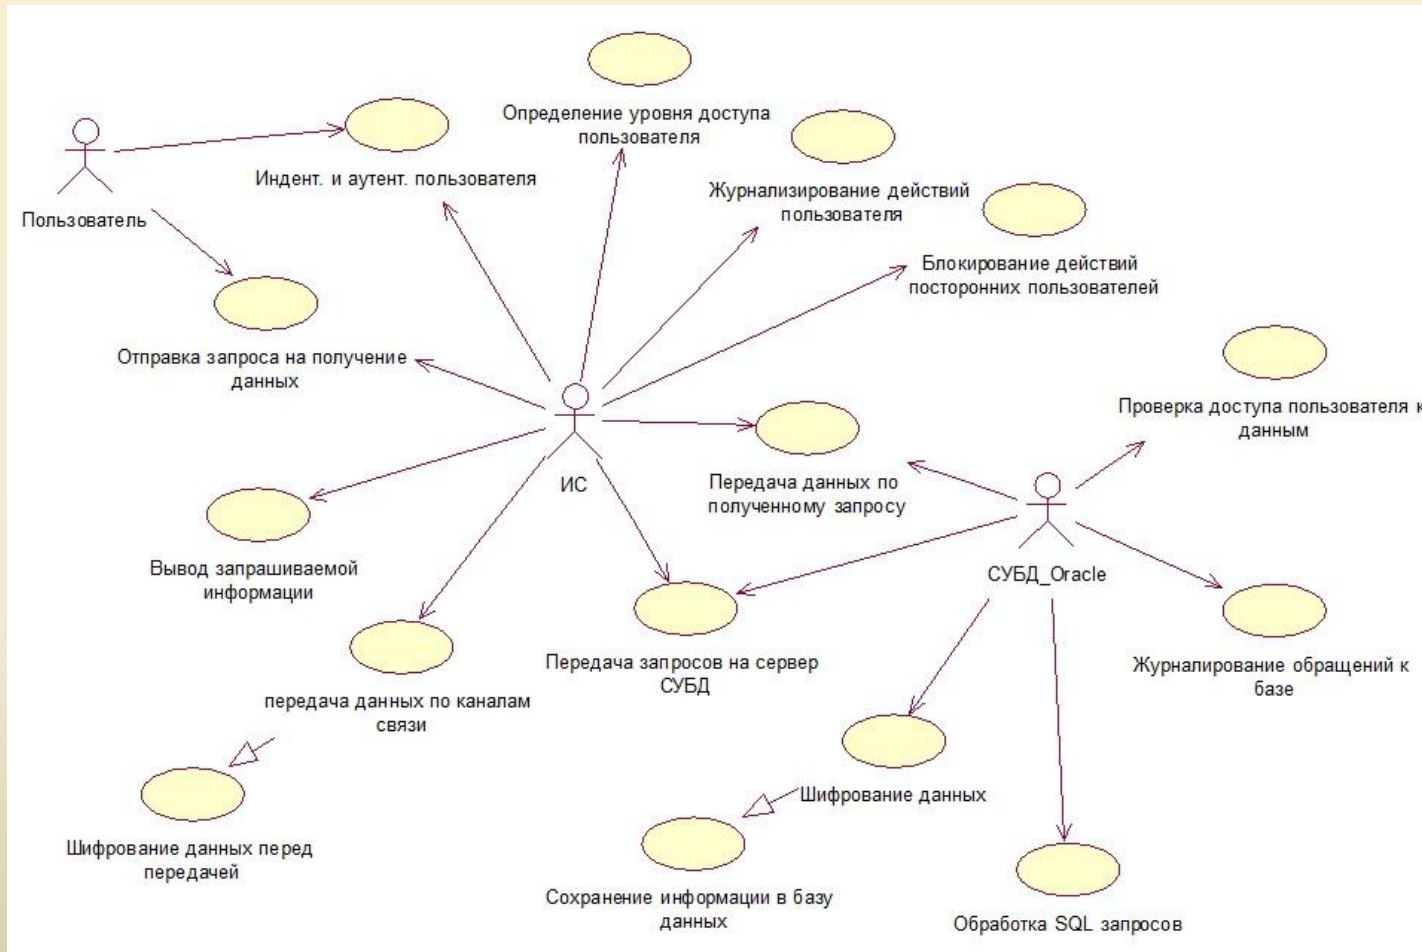 Определение уровня доступа
пользователя
Индент. и аутент. пользователя
Журнализирование действий
пользователя
Пользователь
Блокирование действий
посторонних пользователей
Отправка запроса на получение
данных
Проверка доступа пользователя к
данным
ИС
Передача данных по
полученному запросу
СУБД_Oracle
Вывод запрашиваемой
информации
Передача запросов на сервер
СУБД
Журналирование обращений к
базе
передача данных по каналам
связи
Шифрование данных
Шифрование данных перед
передачей
Сохранение информации в базу
данных
Обработка SQL запросов